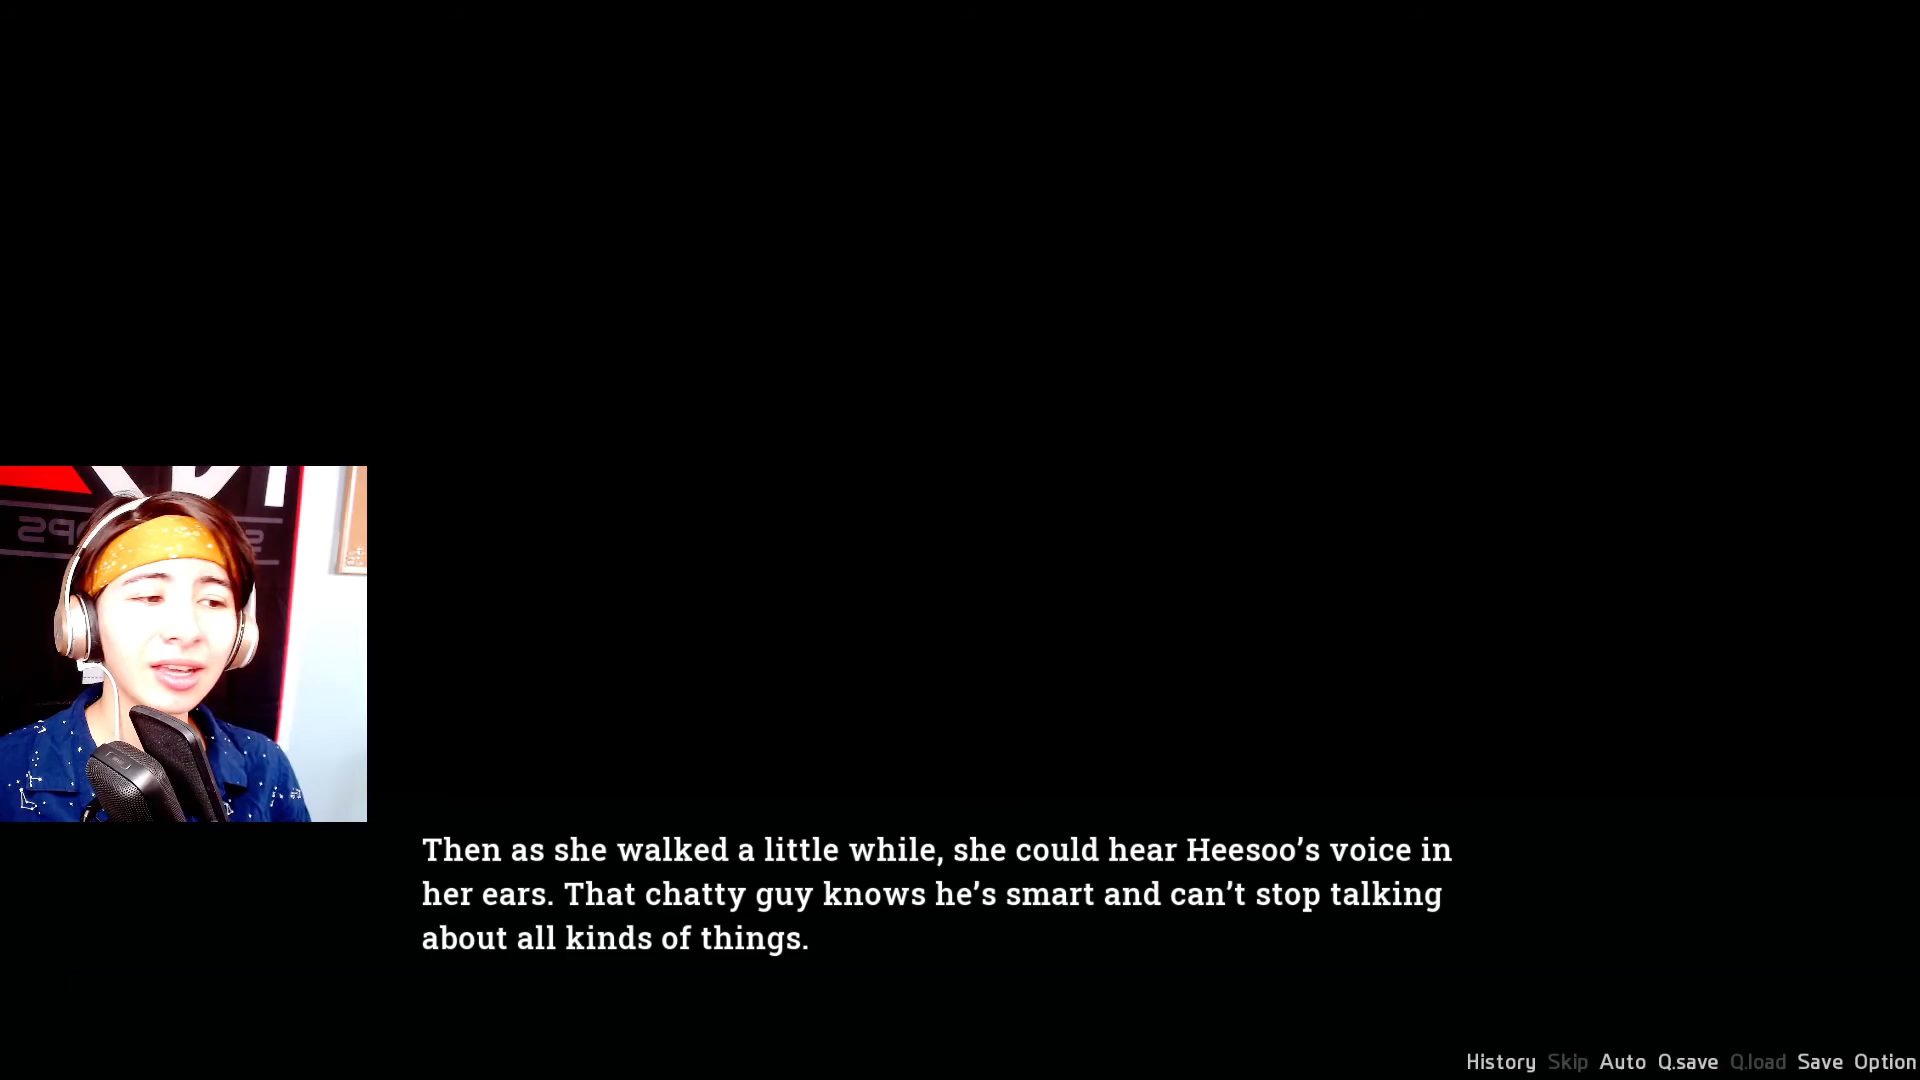 Then as she walked a little while, she could hear Heesoo’s voice in
her ears. That chatty guy knows he’s smart and can’t stop talking
about all kinds of things.
History Skip Auto Q.save Q.load Save Option